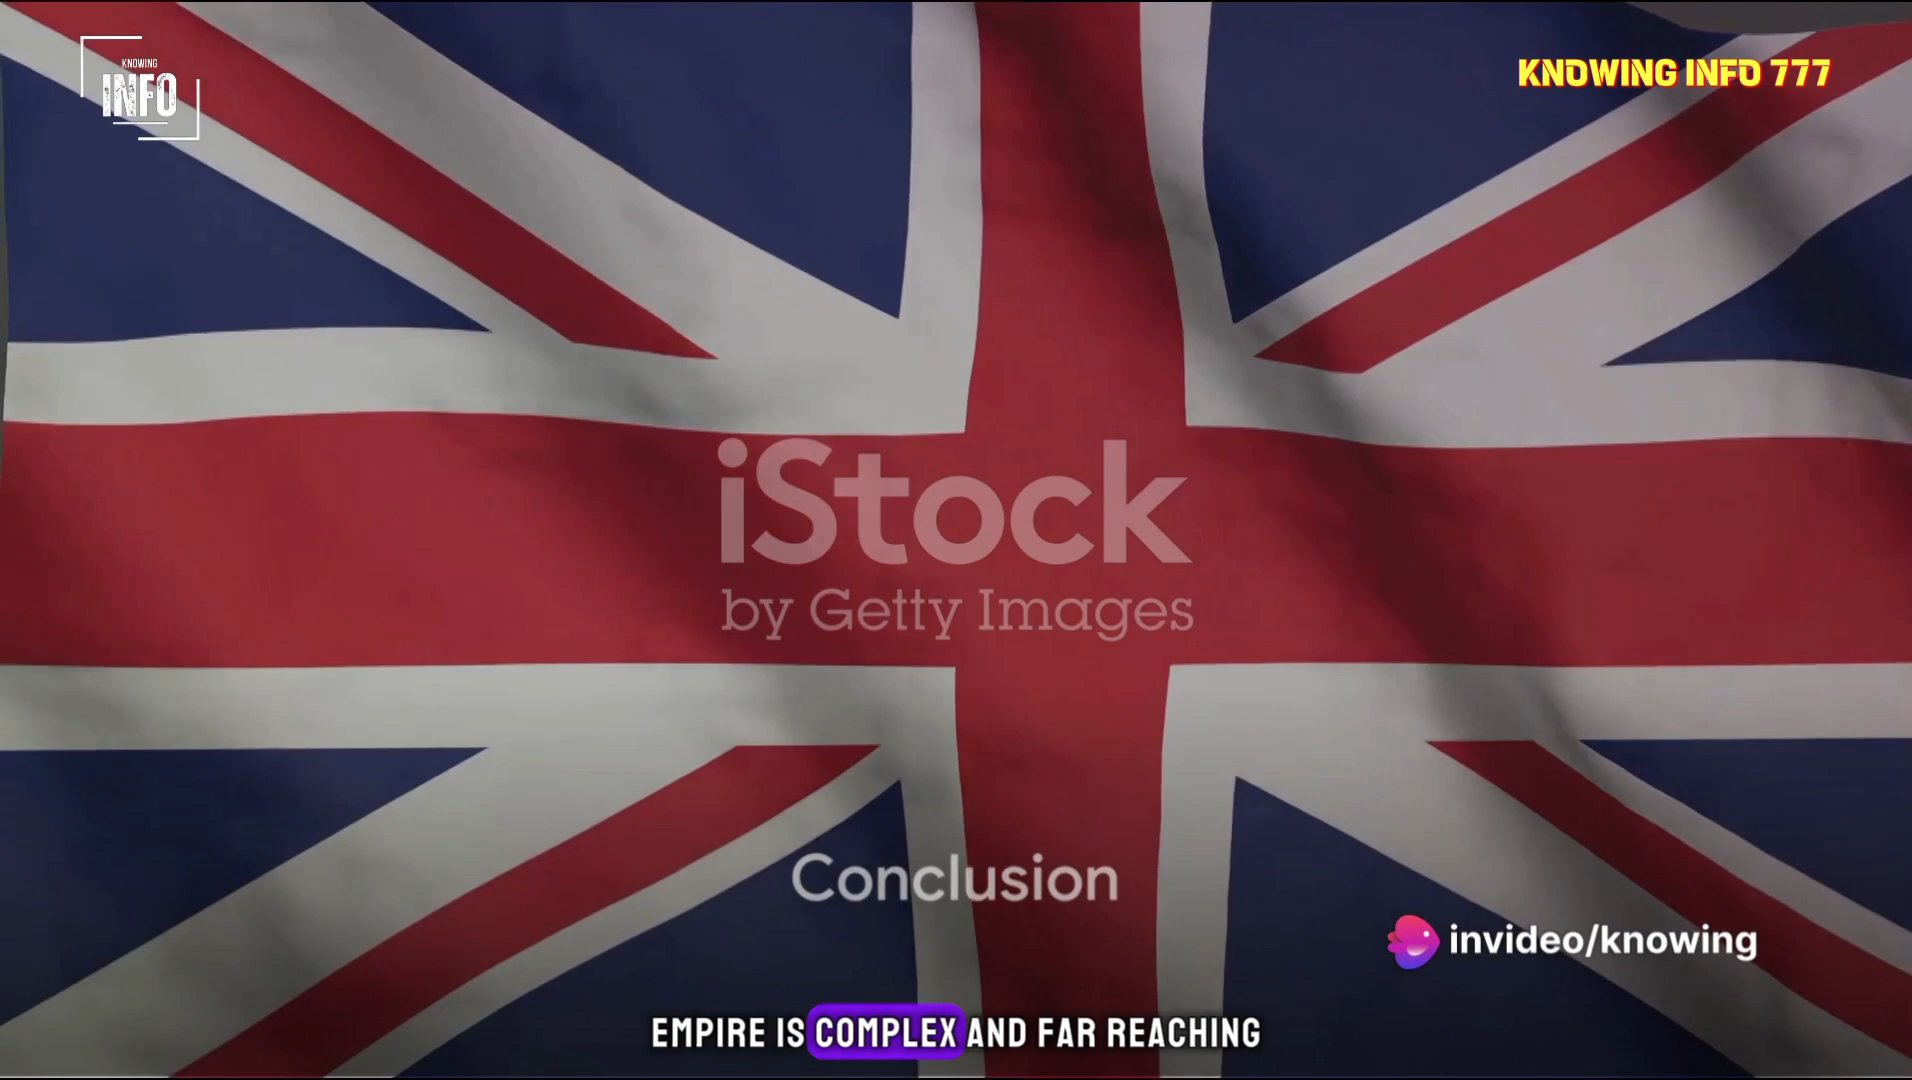 KNOWING
INFO
KNOWING INFO 777
iStock
by Getty Images
Conclusion
invideo/knowing
EMPIRE IS COMPLEX AND FAR REACHING